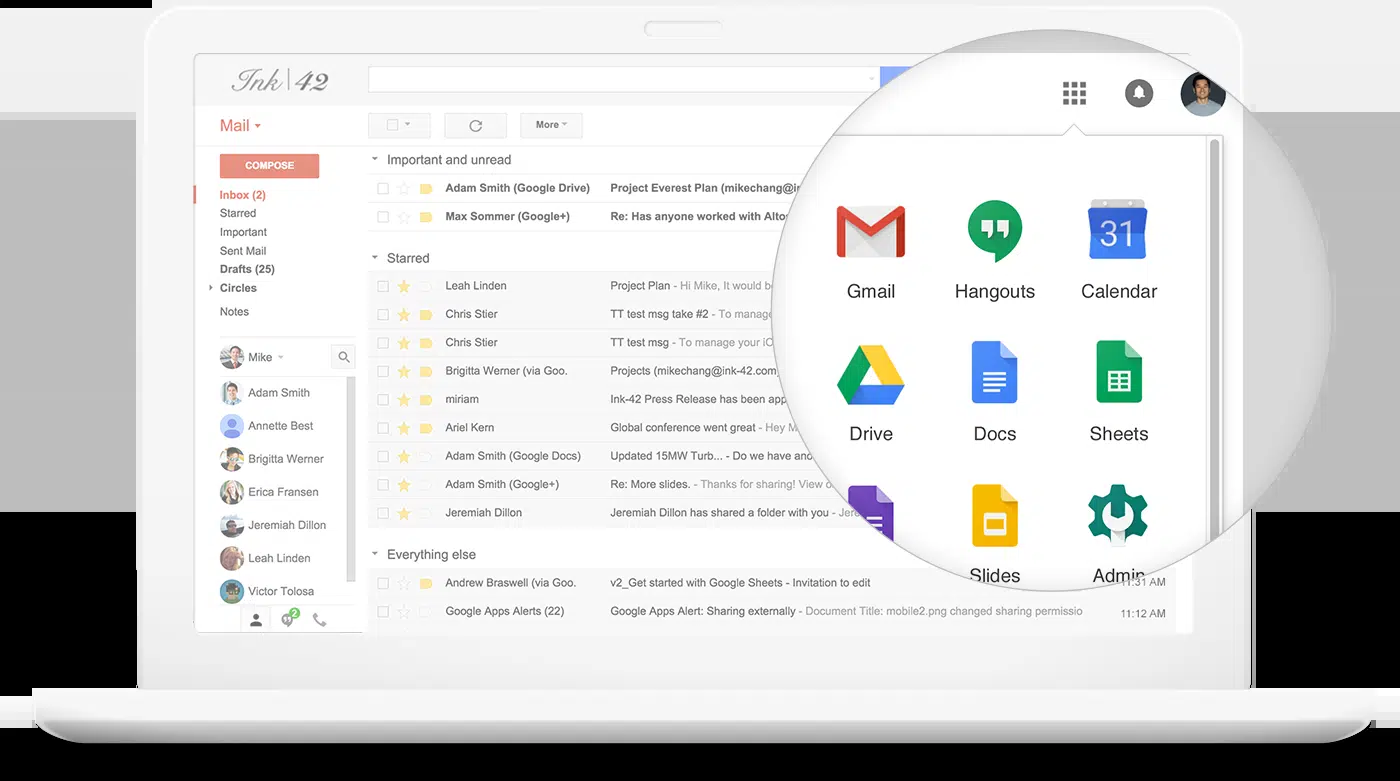 Ink|42
Mail
More
COMPOSE
Inbox (2)
Starred
Important
Sent Mail
Drafts (25)
Circles
Notes
Mike
Adam Smith
Annette Best
Brigitta Werner
Erica Fransen
Jeremiah Dillon
Leah Linden
Victor Tolosa
2
Important and unread
Adam Smith (Google Drive) Project Everest Plan (mikechang@in
Max Sommer (Google+) Re: Has anyone worked with Alto
Starred
Leah Linden Project Plan - Hi Mike, It would be
Chris Stier TT test msg take #2 - To manage
Chris Stier TT test msg - To manage your iC
Brigitta Werner (via Goo. Projects (mikechang@ink-42.com)
miriam Ink-42 Press Release has been app
Ariel Kern Global conference went great - Hey M
Adam Smith (Google Docs) Updated 15MW Turb... - Do we have and
Adam Smith (Google+) Re: More slides. - Thanks for sharing! View o
Jeremiah Dillon Jeremiah Dillon has shared a folder with you - Jere
Everything else
Andrew Braswell (via Goo. v2_Get started with Google Sheets - Invitation to edit 11:31 AM
Google Apps Alerts (22) Google Apps Alert: Sharing externally - Document Title: mobile2.png changed sharing permissio 11:12 AM
31
Gmail Hangouts Calendar
Drive Docs Sheets
Slides Admin